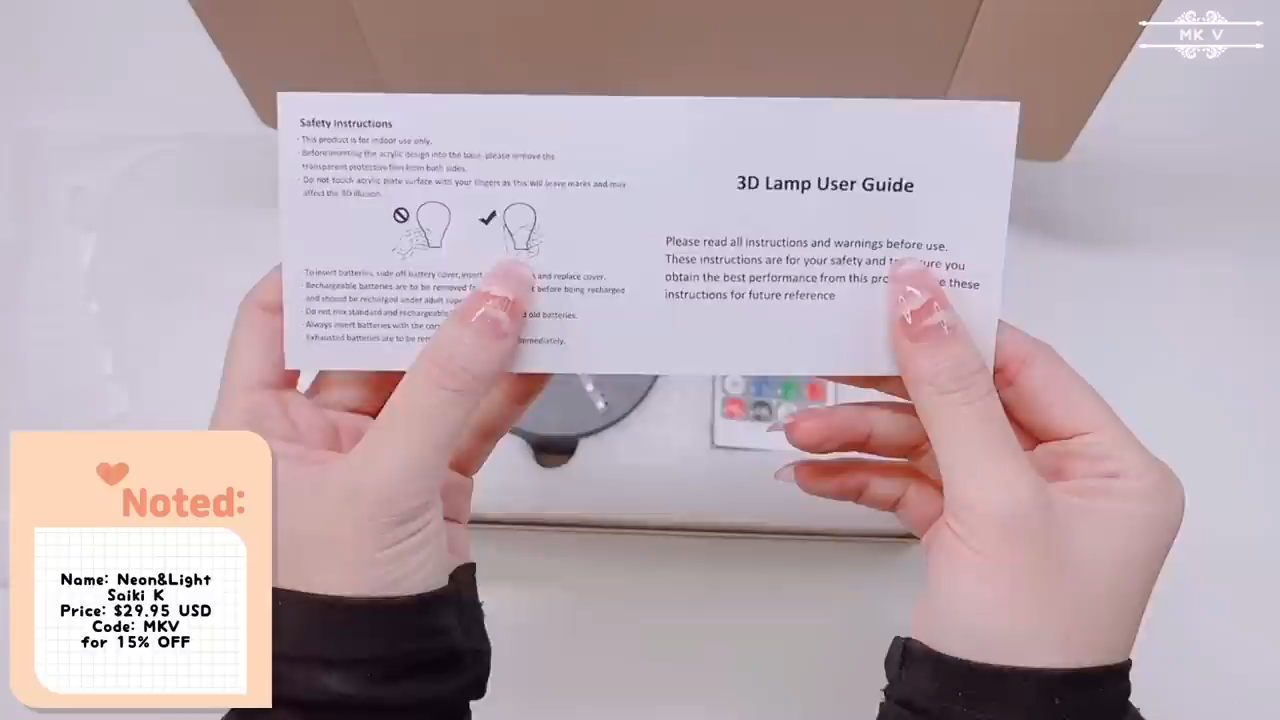 MK V
Safety Instructions
- This product is for indoor use only.
- Before inserting the acrylic design into the base, please remove the
transparent protective film from both sides.
- Do not touch acrylic plate surface with your fingers as this will leave marks and may
affect the 3D illusion.
- To insert batteries, slide off battery cover, insert and replace cover.
- Rechargeable batteries are to be removed before being recharged
and should be recharged under adult
- Do not mix standard and rechargeable old batteries.
- Always insert batteries with the
- Exhausted batteries are to be immediately.
3D Lamp User Guide
Please read all instructions and warnings before use.
These instructions are for your safety and you
obtain the best performance from this these
instructions for future reference
Noted:
Name: Neon&Light
Saiki K
Price: $29.95 USD
Code: MKV
for 15% OFF